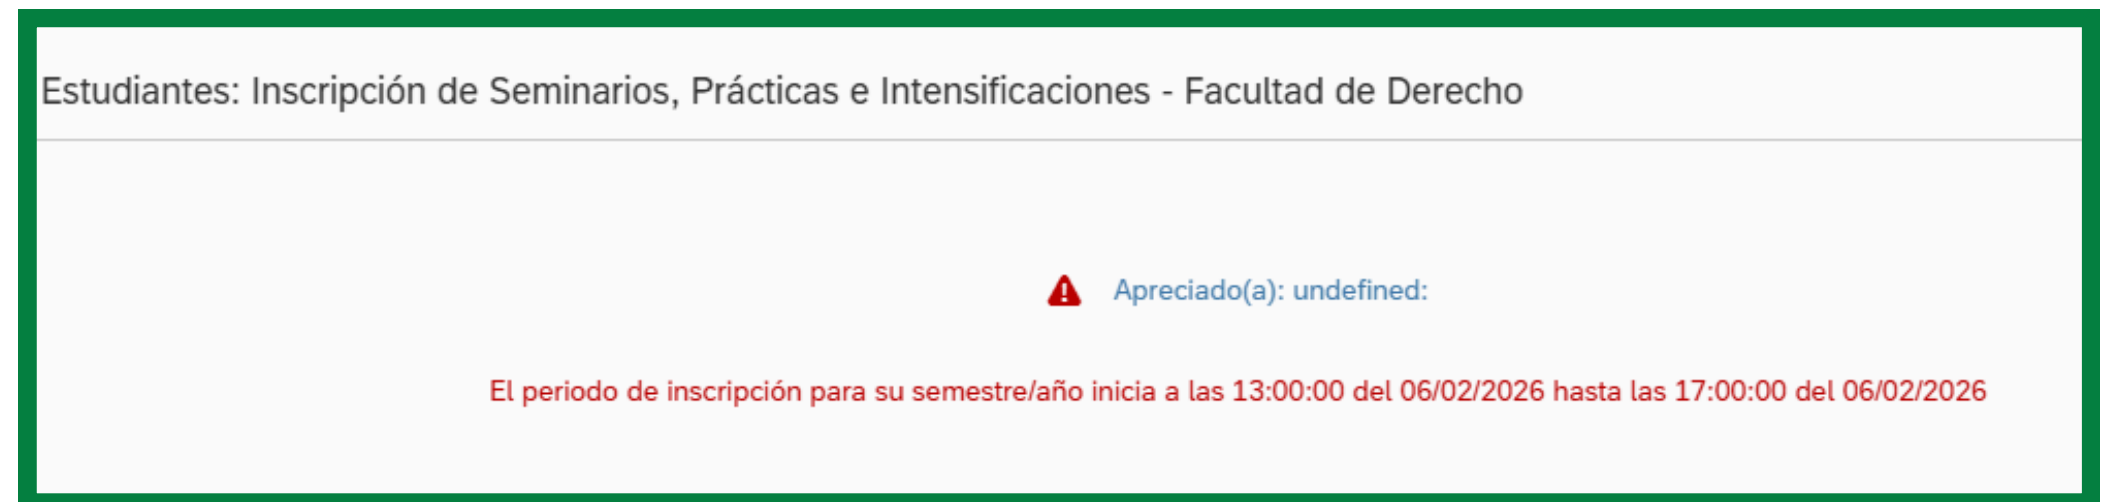 Estudiantes: Inscripción de Seminarios, Prácticas e Intensificaciones - Facultad de Derecho
Apreciado(a): undefined:
El periodo de inscripción para su semestre/año inicia a las 13:00:00 del 06/02/2026 hasta las 17:00:00 del 06/02/2026